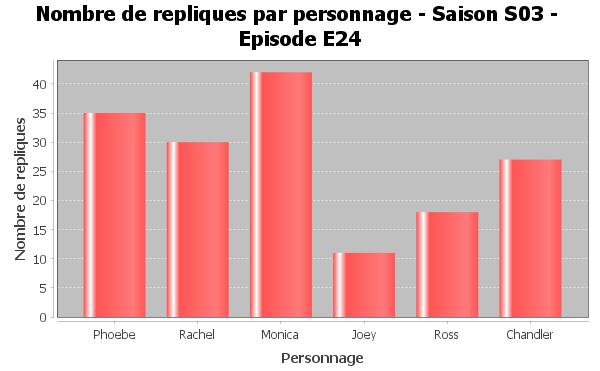 Nombre de repliques par personnage - Saison S03 -
Episode E24
Nombre de repliques
40
35
30
25
20
15
10
5
0
Phoebe Rachel Monica Joey Ross Chandler
Personnage